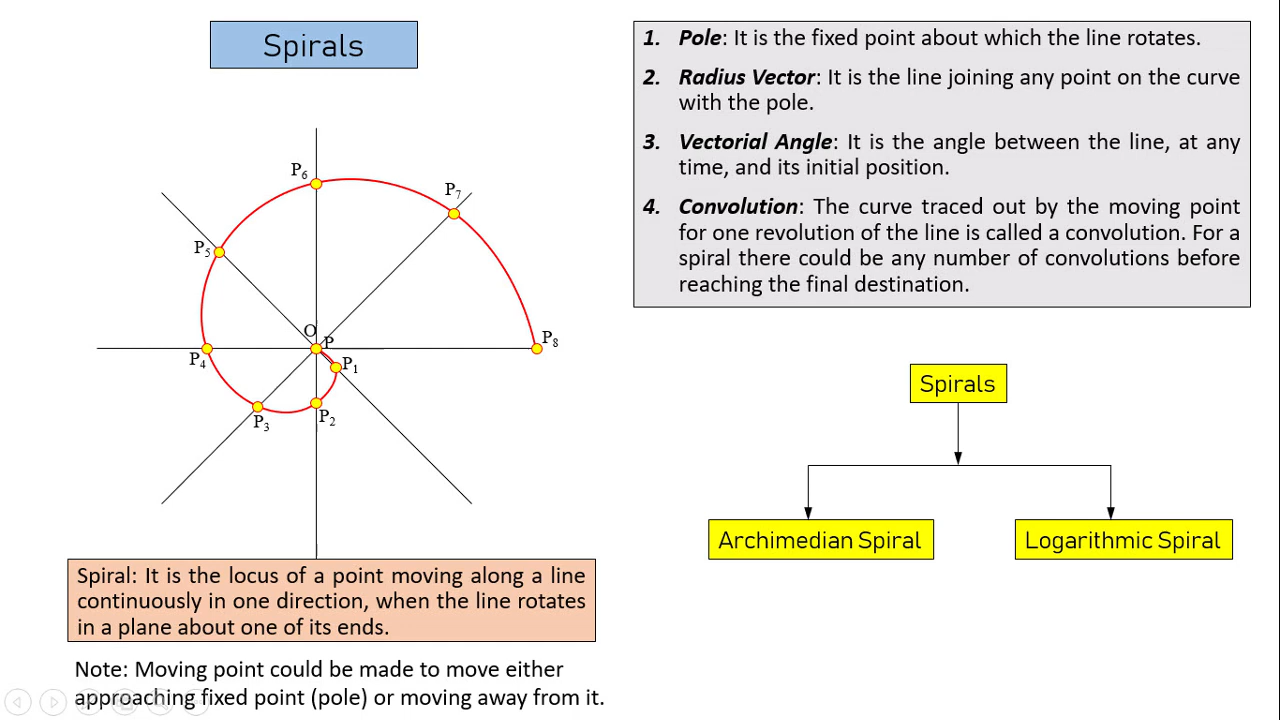 Spirals
P₆
P₇
P₅
O
P
P₈
P₄
P₁
P₂
P₃
Spiral: It is the locus of a point moving along a line
continuously in one direction, when the line rotates
in a plane about one of its ends.
Note: Moving point could be made to move either
approaching fixed point (pole) or moving away from it.
1. Pole: It is the fixed point about which the line rotates.
2. Radius Vector: It is the line joining any point on the curve
with the pole.
3. Vectorial Angle: It is the angle between the line, at any
time, and its initial position.
4. Convolution: The curve traced out by the moving point
for one revolution of the line is called a convolution. For a
spiral there could be any number of convolutions before
reaching the final destination.
Spirals
Archimedian Spiral
Logarithmic Spiral